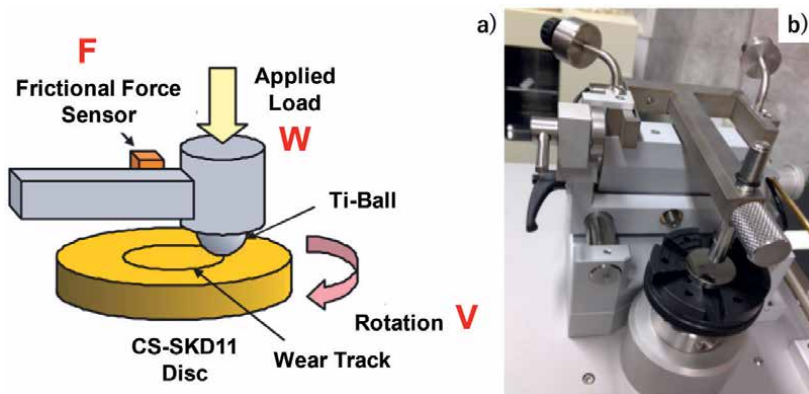 a)
b)
F
Frictional Force
Sensor
Applied
Load
W
Ti-Ball
Rotation V
Wear Track
CS-SKD11
Disc